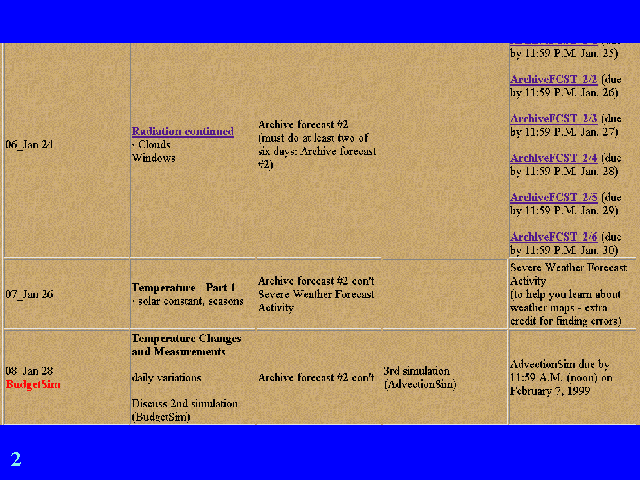 by 11:59 P.M. Jan. 25)
ArchiveFCST_2/2 (due
by 11:59 P.M. Jan. 26)
ArchiveFCST_2/3 (due
by 11:59 P.M. Jan. 27)
ArchiveFCST_2/4 (due
by 11:59 P.M. Jan. 28)
ArchiveFCST_2/5 (due
by 11:59 P.M. Jan. 29)
ArchiveFCST_2/6 (due
by 11:59 P.M. Jan. 30)
06_Jan 24
Radiation continued
· Clouds
Windows
Archive forecast #2
(must do at least two of
six days: Archive forecast
#2)
07_Jan 26
Temperature - Part 1
· solar constant, seasons
Archive forecast #2 con't
Severe Weather Forecast
Activity
Severe Weather Forecast
Activity
(to help you learn about
weather maps - extra
credit for finding errors)
08_Jan 28
BudgetSim
Temperature Changes
and Measurements
daily variations
Discuss 2nd simulation
(BudgetSim)
Archive forecast #2 con't
3rd simulation
(AdvectionSim)
AdvectionSim due by
11:59 A.M. (noon) on
February 7, 1999
2